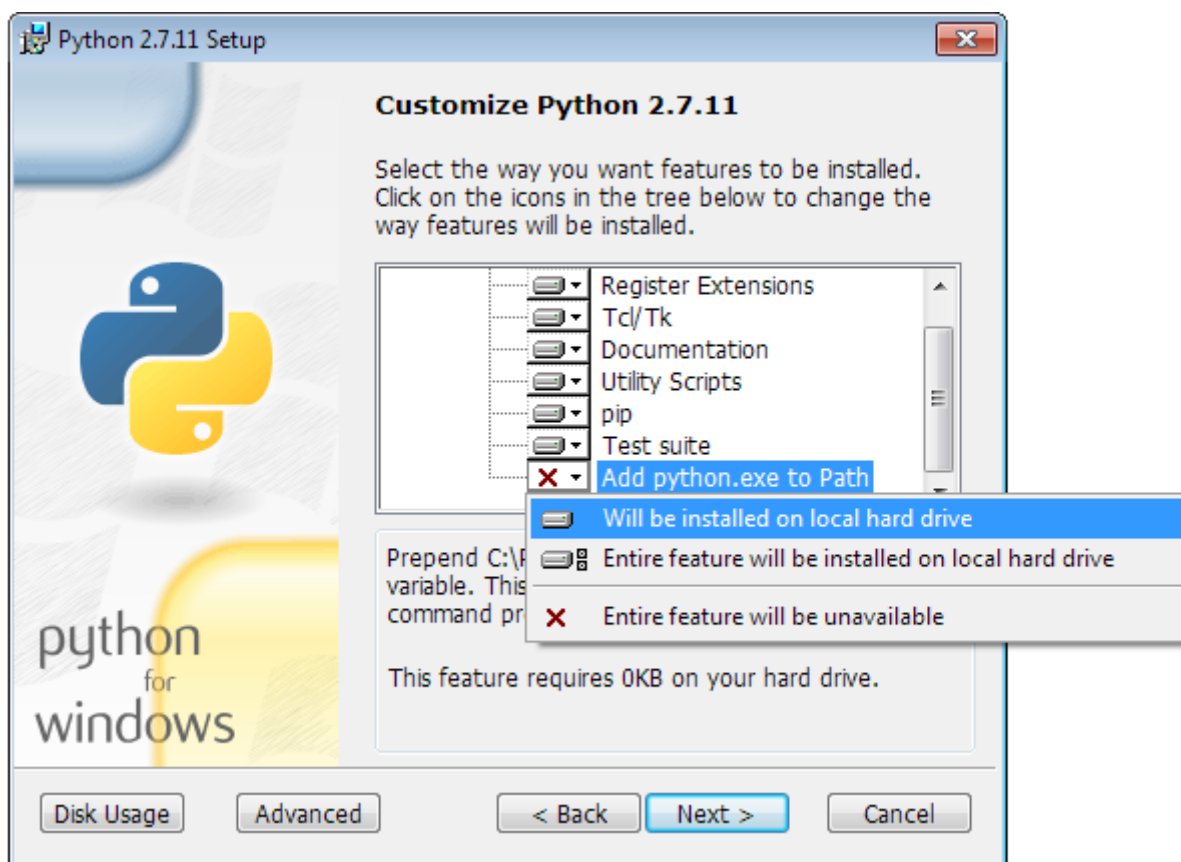 Python 2.7.11 Setup
Customize Python 2.7.11
Select the way you want features to be installed.
Click on the icons in the tree below to change the
way features will be installed.
Register Extensions
Tcl/Tk
Documentation
Utility Scripts
pip
Test suite
Add python.exe to Path
Will be installed on local hard drive
Entire feature will be installed on local hard drive
Entire feature will be unavailable
Prepend C:\
variable. This
command
This feature requires 0KB on your hard drive.
python
for
windows
Disk Usage
Advanced
< Back
Next >
Cancel